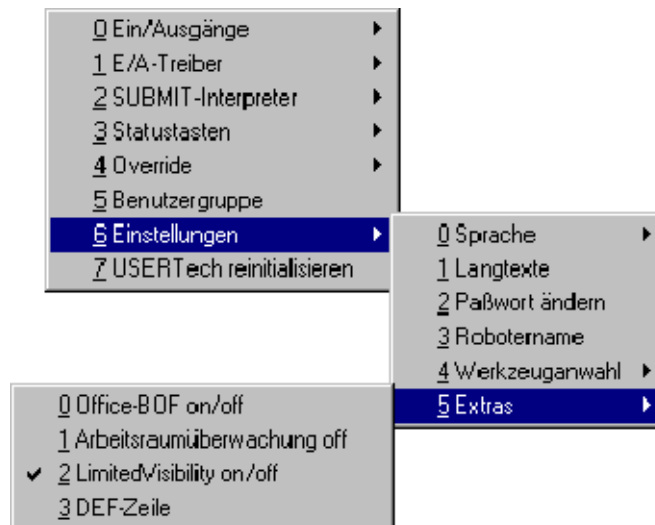 0 Ein/Ausgänge
1 E/A-Treiber
2 SUBMIT-Interpreter
3 Statustasten
4 Override
5 Benutzergruppe
6 Einstellungen
7 USERTech reinitialisieren
0 Sprache
1 Langtexte
2 Paßwort ändern
3 Robotername
4 Werkzeuganwahl
5 Extras
0 Office-BOF on/off
1 Arbeitsraumüberwachung off
2 LimitedVisibility on/off
3 DEF-Zeile